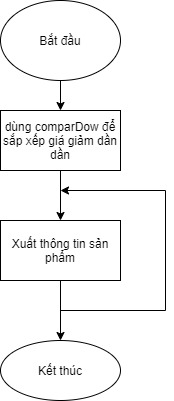 Bắt đầu
dùng comparDow để
sắp xếp giá giảm dần
dần
Xuất thông tin sản
phẩm
Kết thúc